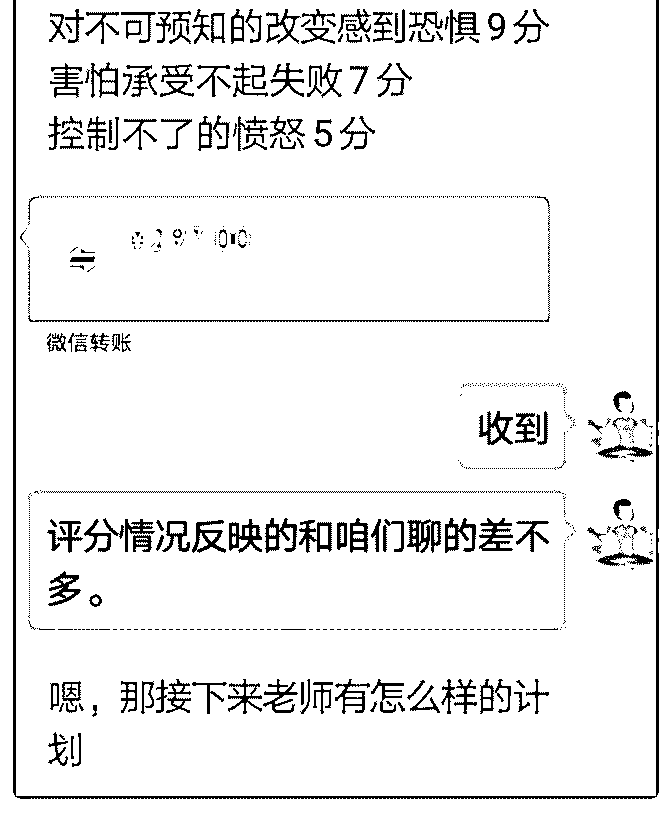 对不可预知的改变感到恐惧9分
害怕承受不起失败7分
控制不了的愤怒5分
微信转账
收到
评分情况反映的和咱们聊的差不
多。
嗯，那接下来老师有怎么样的计
划